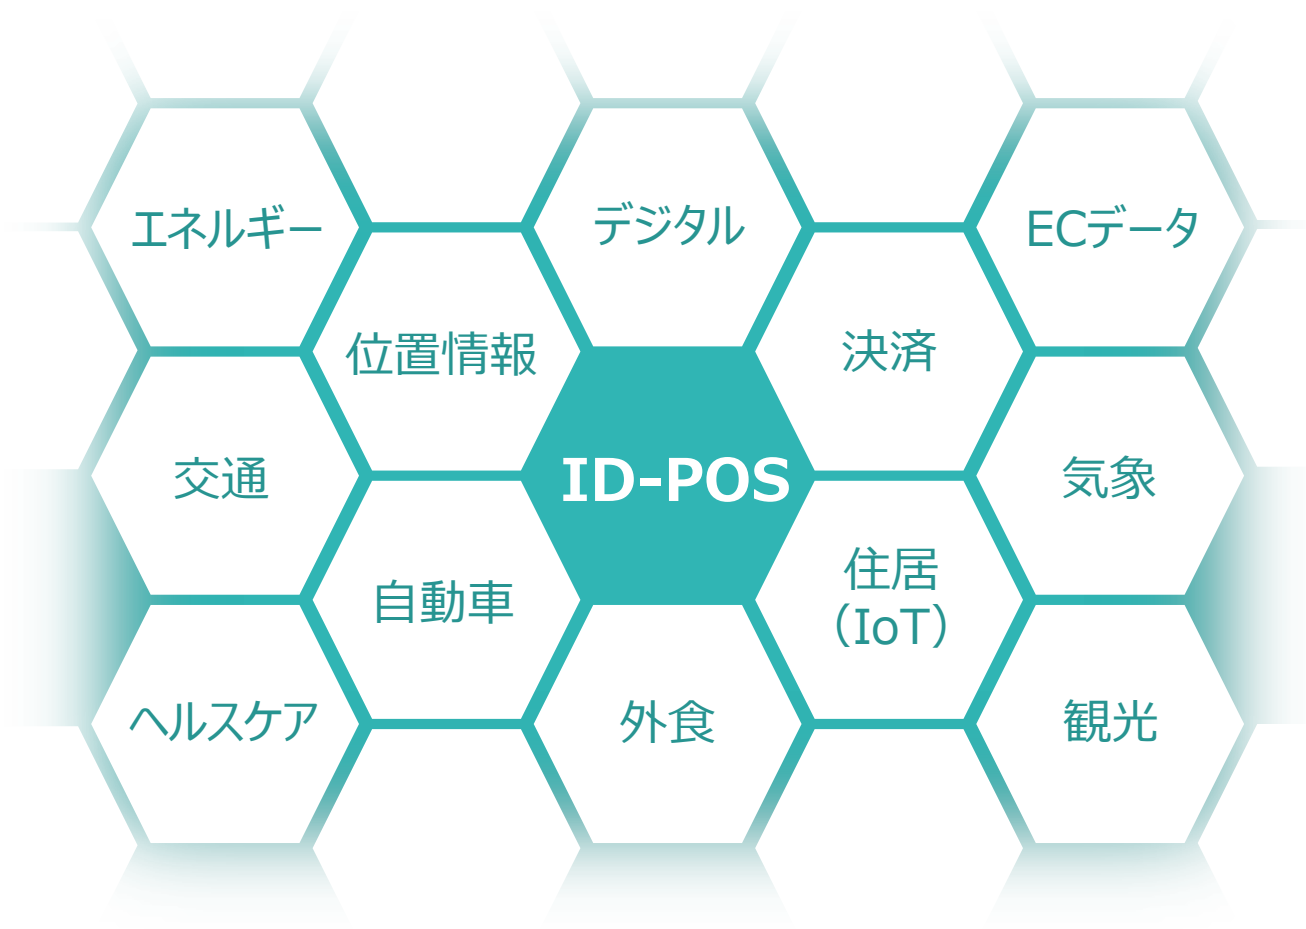 エネルギー
デジタル
ECデータ
位置情報
決済
交通
ID-POS
気象
自動車
住居
（IoT）
ヘルスケア
外食
観光